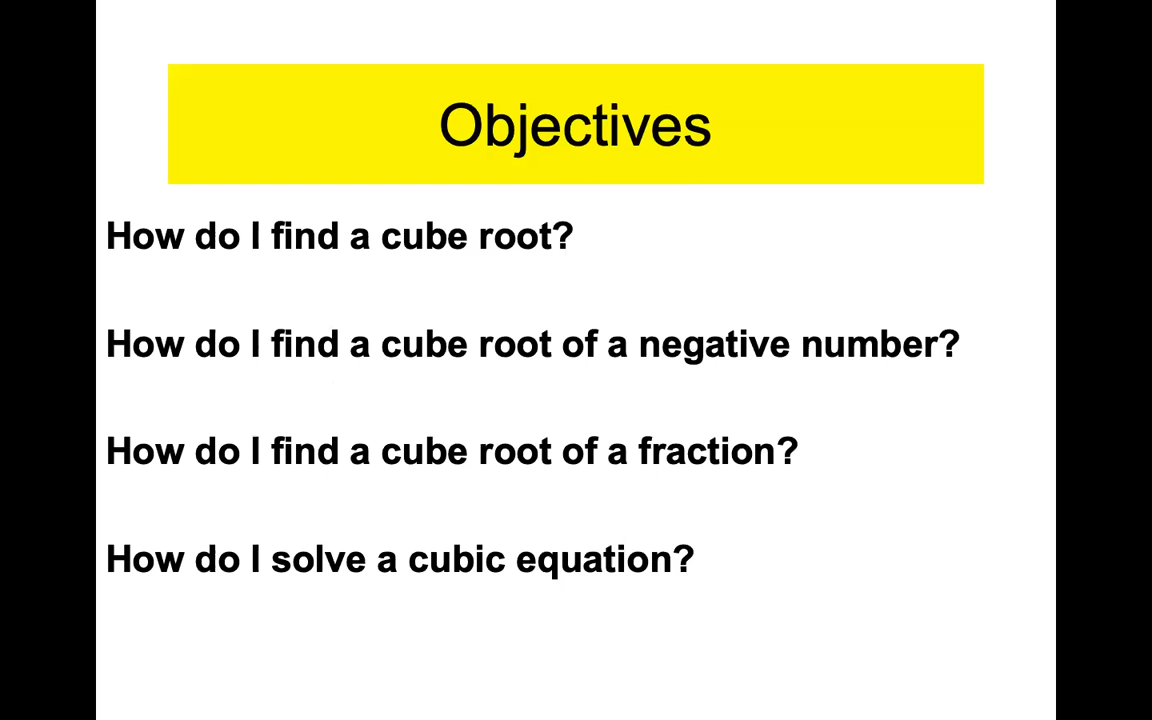 Objectives
How do I find a cube root?
How do I find a cube root of a negative number?
How do I find a cube root of a fraction?
How do I solve a cubic equation?